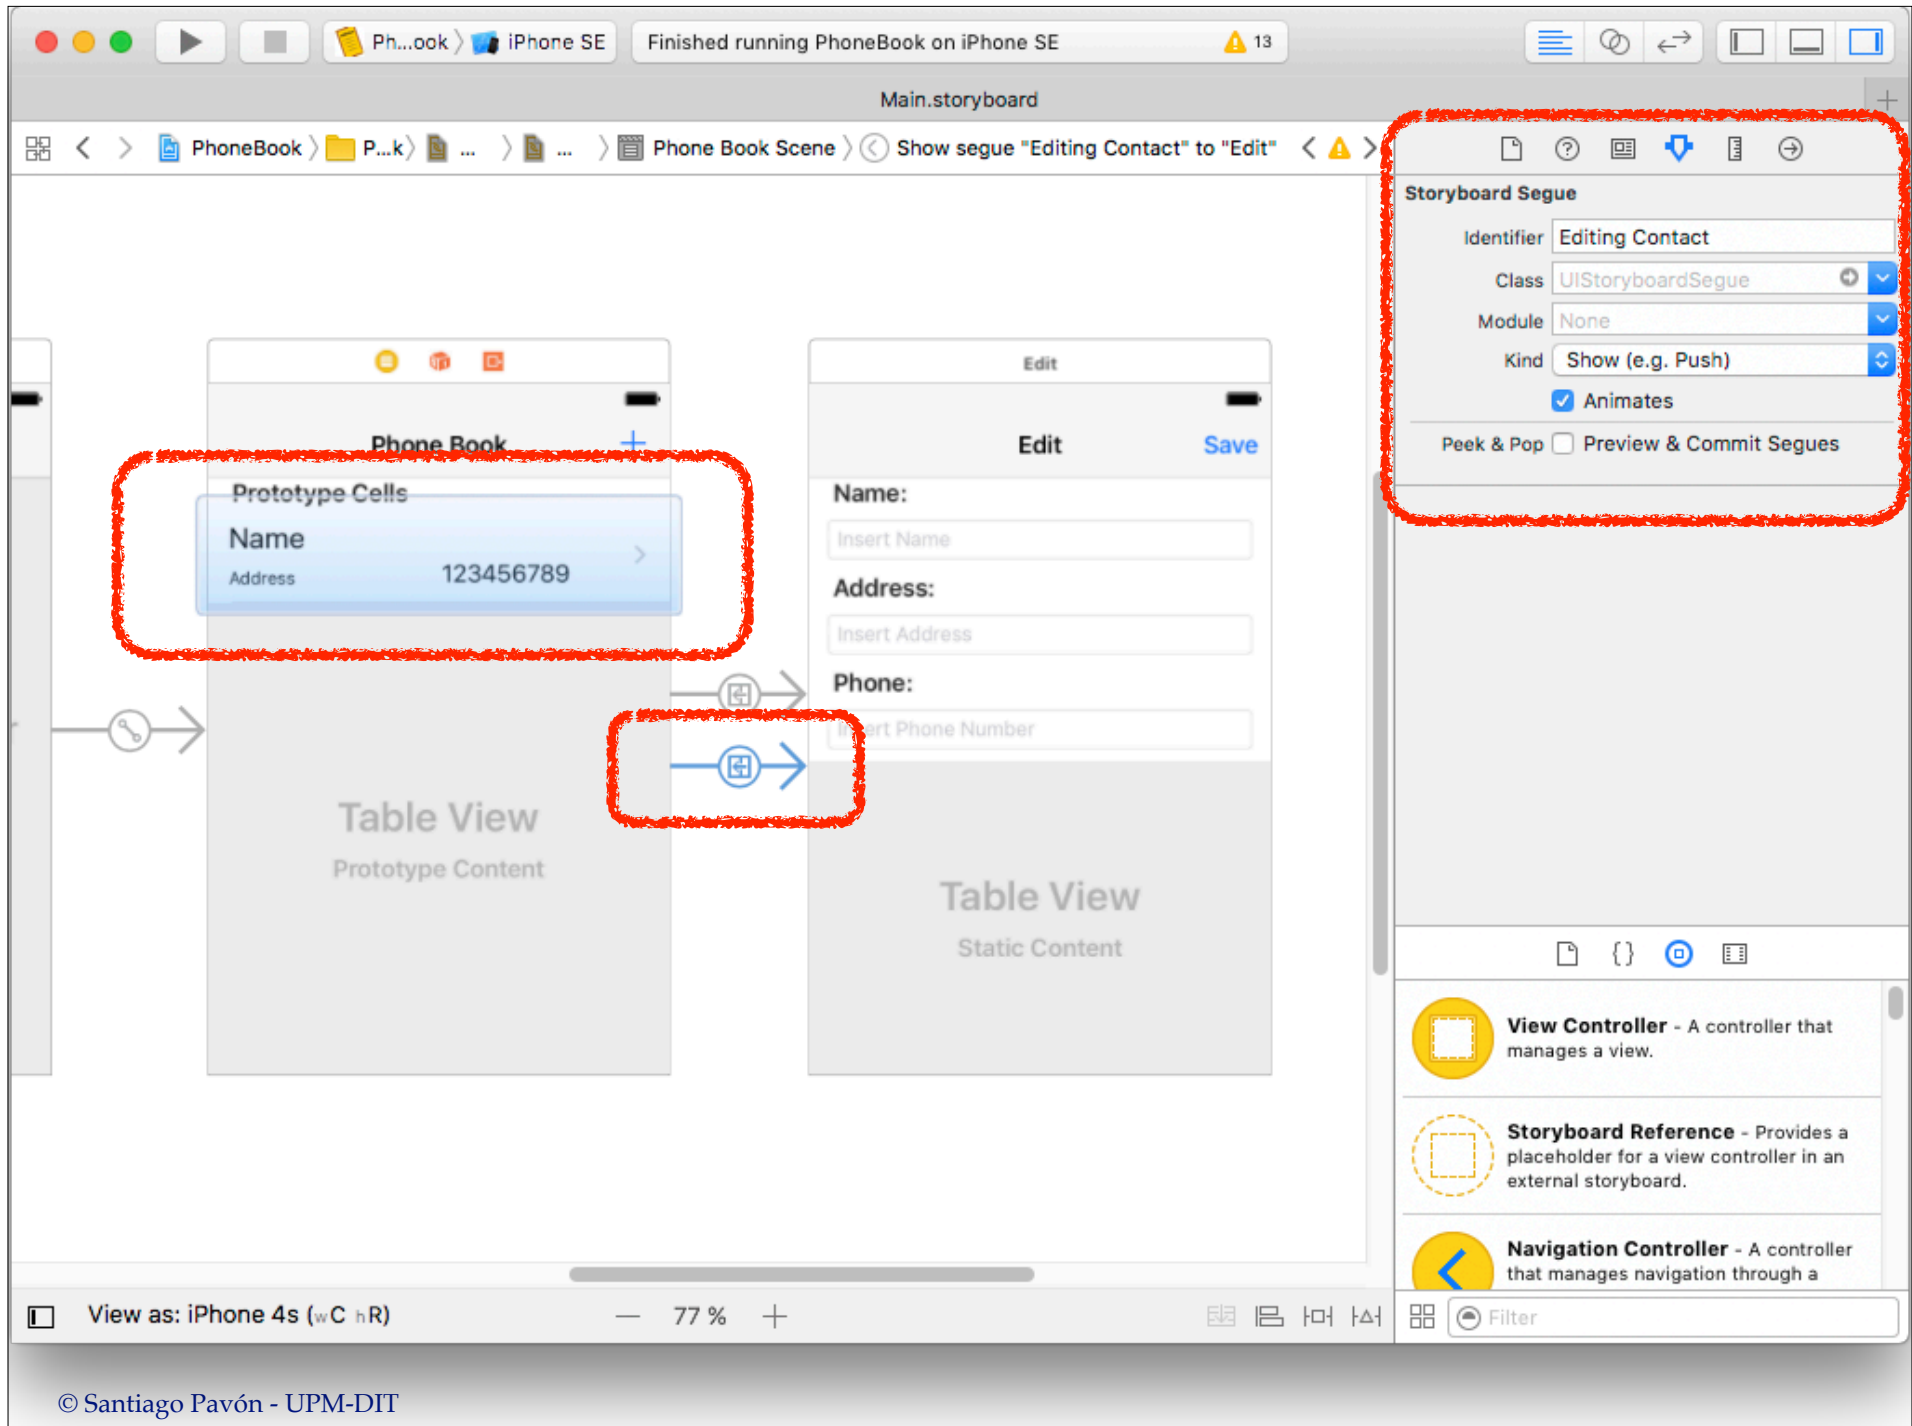 Ph...ook 〉 iPhone SE
Finished running PhoneBook on iPhone SE
13
Main.storyboard
PhoneBook 〉 P...k 〉 ... 〉 ... 〉 Phone Book Scene 〉 Show segue "Editing Contact" to "Edit"
Storyboard Segue
Identifier Editing Contact
Class UIStoryboardSegue
Module None
Kind Show (e.g. Push)
Animates
Peek & Pop Preview & Commit Segues
Phone Book +
Prototype Cells
Name
Address 123456789
Table View
Prototype Content
Edit
Edit Save
Name:
Insert Name
Address:
Insert Address
Phone:
Insert Phone Number
Table View
Static Content
{ }
View Controller - A controller that
manages a view.
Storyboard Reference - Provides a
placeholder for a view controller in an
external storyboard.
Navigation Controller - A controller
that manages navigation through a
View as: iPhone 4s (wC hR)
— 77 % +
Filter
© Santiago Pavón - UPM-DIT